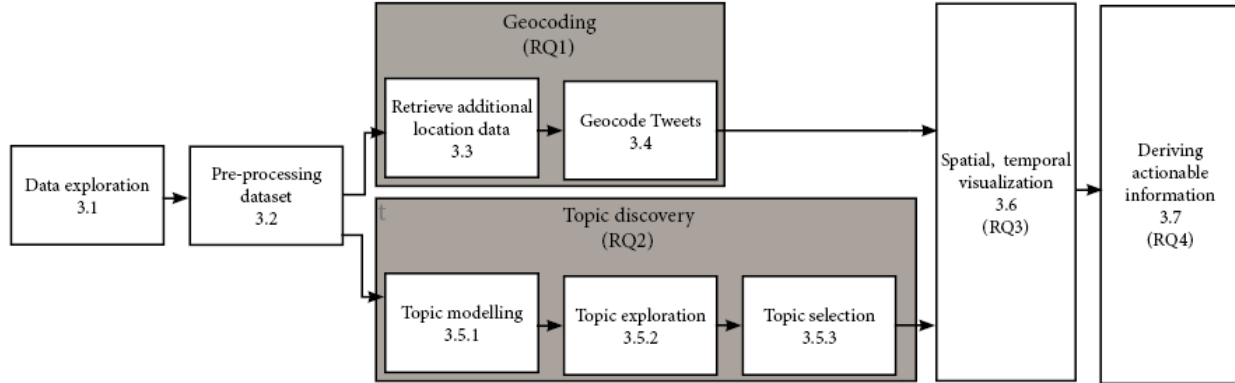 Data exploration
3.1
Pre-processing
dataset
3.2
Geocoding
(RQ1)
Retrieve additional
location data
3.3
Geocode Tweets
3.4
t
Topic discovery
(RQ2)
Topic modelling
3.5.1
Topic exploration
3.5.2
Topic selection
3.5.3
Spatial, temporal
visualization
3.6
(RQ3)
Deriving
actionable
information
3.7
(RQ4)